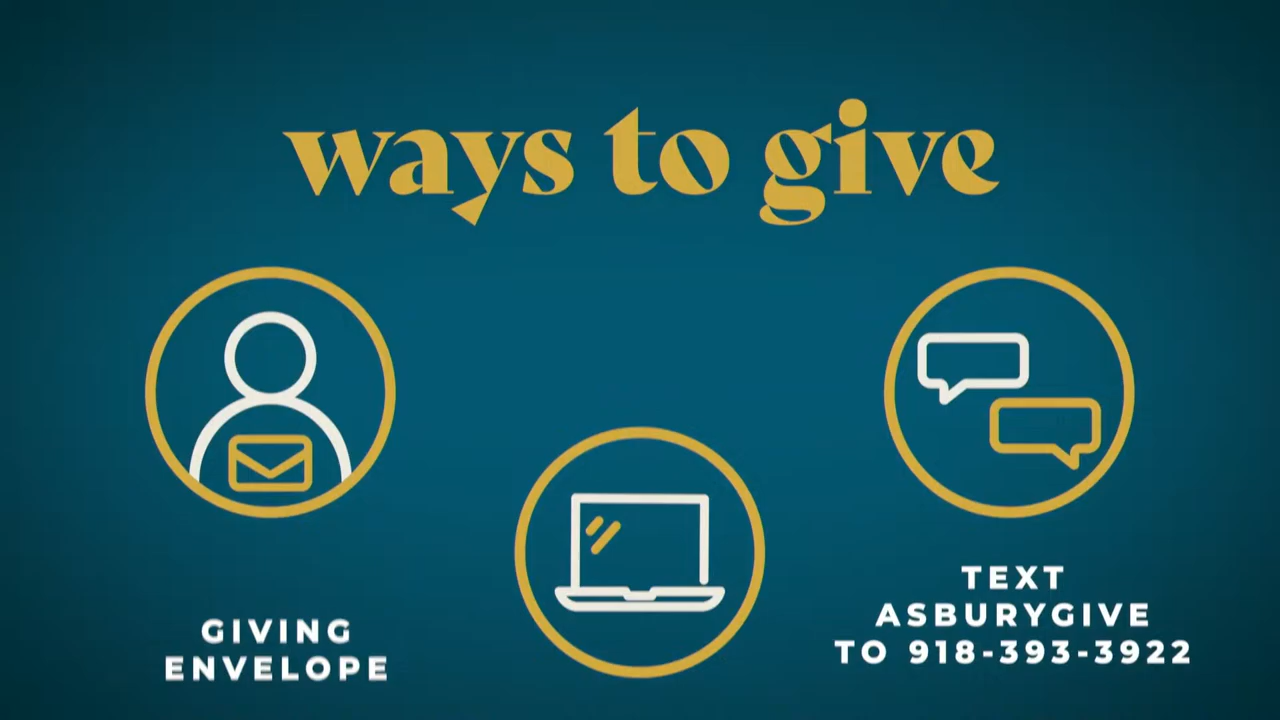 ways to give
GIVING
ENVELOPE
TEXT
ASBURYGIVE
TO 918-393-3922